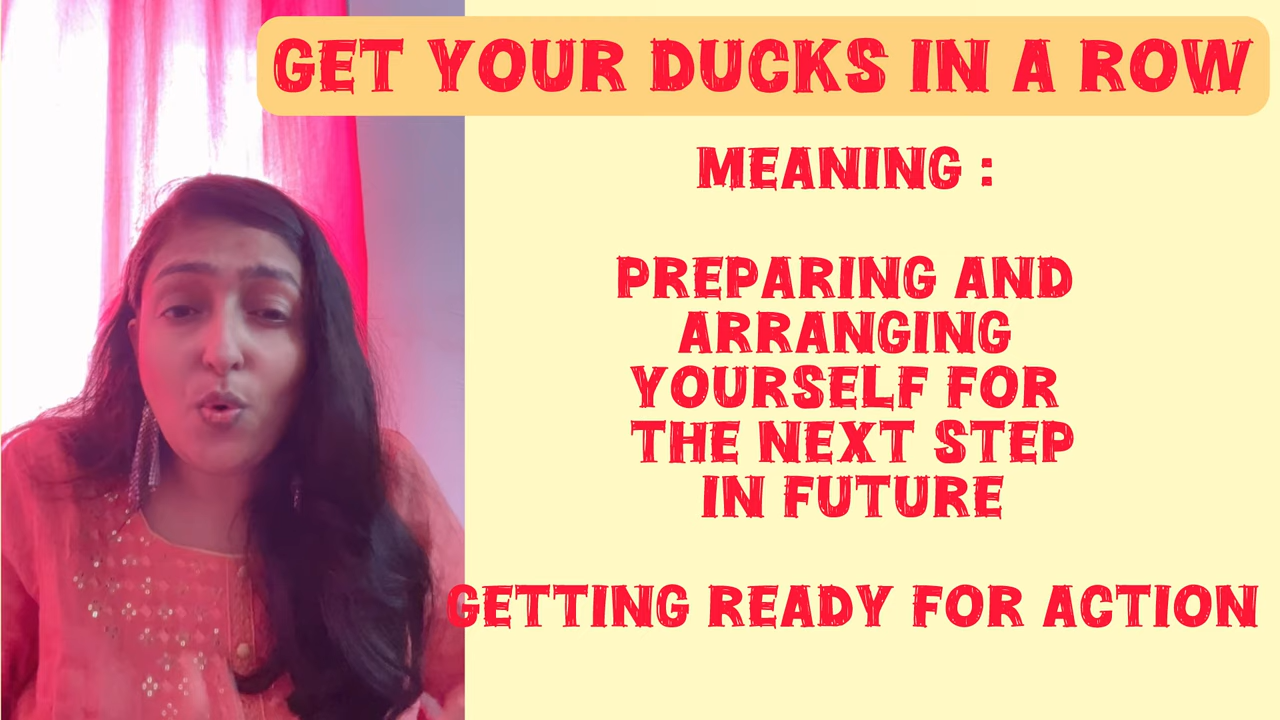 GET YOUR DUCKS IN A ROW
MEANING :
PREPARING AND
ARRANGING
YOURSELF FOR
THE NEXT STEP
IN FUTURE
GETTING READY FOR ACTION